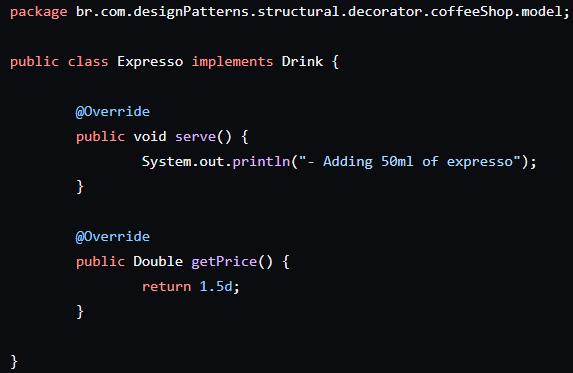 package br.com.designPatterns.structural.decorator.coffeeShop.model;
public class Expresso implements Drink {
@Override
public void serve() {
System.out.println("- Adding 50ml of expresso");
}
@Override
public Double getPrice() {
return 1.5d;
}
}